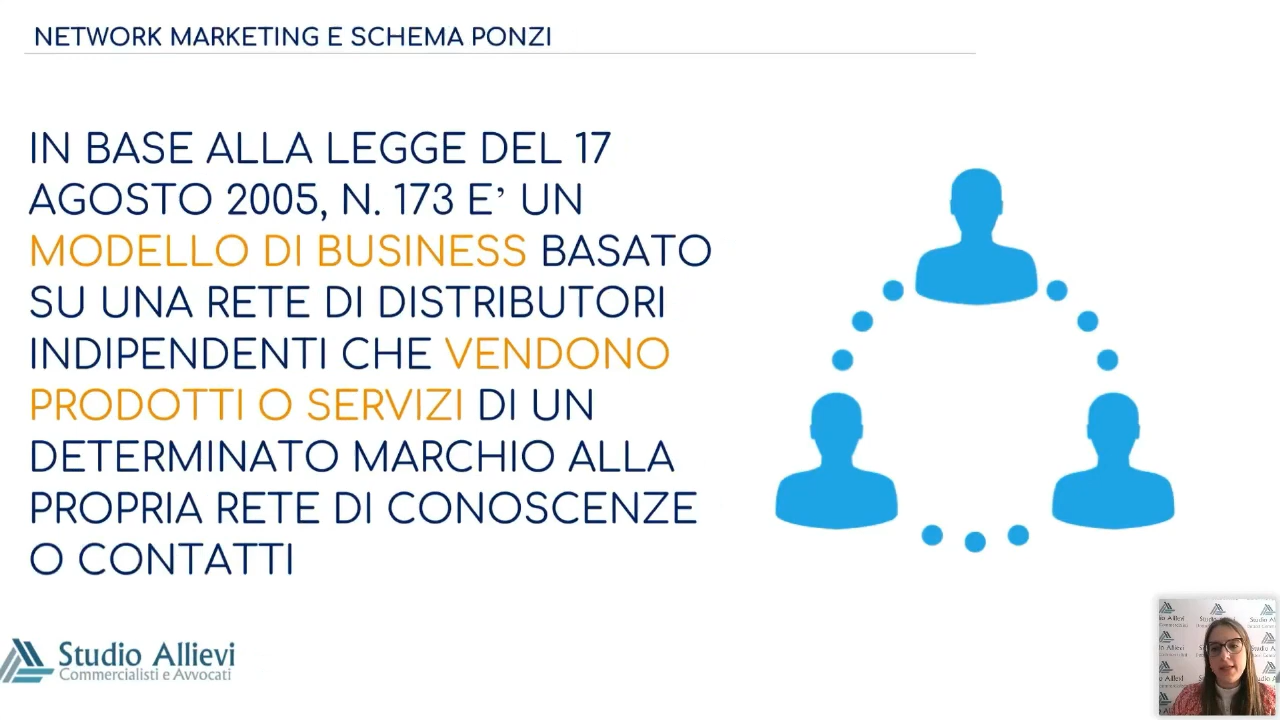 NETWORK MARKETING E SCHEMA PONZI
IN BASE ALLA LEGGE DEL 17
AGOSTO 2005, N. 173 E’ UN
MODELLO DI BUSINESS BASATO
SU UNA RETE DI DISTRIBUTORI
INDIPENDENTI CHE VENDONO
PRODOTTI O SERVIZI DI UN
DETERMINATO MARCHIO ALLA
PROPRIA RETE DI CONOSCENZE
O CONTATTI
Studio Allievi
Commercialisti e Avvocati